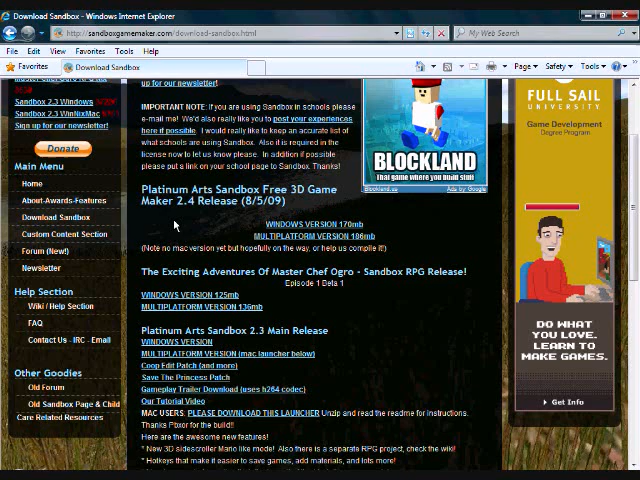 Download Sandbox - Windows Internet Explorer
http://sandboxgamemaker.com/download-sandbox.html
My Web Search
File Edit View Favorites Tools Help
Favorites Download Sandbox
Page Safety Tools
Sandbox 2.3 Windows
Sandbox 2.3 WinNixMac
Sign up for our newsletter!
Donate
Main Menu
Home
About-Awards-Features
Download Sandbox
Custom Content Section
Forum (New!)
Newsletter
Help Section
Wiki / Help Section
FAQ
Contact Us - IRC - Email
Other Goodies
Old Forum
Old Sandbox Page & Child
Care Related Resources
up for our newsletter!
IMPORTANT NOTE: If you are using Sandbox in schools please
e-mail me! We'd also really like you to post your experiences
here if possible. I would really like to keep an accurate list
of what schools are using Sandbox. Also it is required in the
license now to let us know please. In addition if possible
please put a link on your school page to Sandbox. Thanks!
Platinum Arts Sandbox Free 3D Game
Maker 2.4 Release (8/5/09)
WINDOWS VERSION 170mb
MULTIPLATFORM VERSION 186mb
(Note no mac version yet but hopefully on the way, or help us compile it!)
The Exciting Adventures Of Master Chef Ogro - Sandbox RPG Release!
Episode 1 Beta 1
WINDOWS VERSION 125mb
MULTIPLATFORM VERSION 136mb
Platinum Arts Sandbox 2.3 Main Release
WINDOWS VERSION
MULTIPLATFORM VERSION (mac launcher below)
Coop Edit Patch (and more)
Save The Princess Patch
Gameplay Trailer Download (uses h264 codec)
Our Tutorial Video
MAC USERS: PLEASE DOWNLOAD THIS LAUNCHER Unzip and read the readme for instructions.
Thanks Pbxor for the build!!
Here are the awesome new features!
* New 3D sidescroller Mario like mode! Also there is a separate RPG project, check the wiki!
* Hotkeys that make it easier to save games, add materials, and lots more!
BLOCKLAND
That game where you build stuff!
Blockland.us Ads by Google
FULL SAIL
UNIVERSITY
Game Development
Degree Program
DO WHAT
YOU LOVE.
LEARN TO
MAKE GAMES.
Get Info